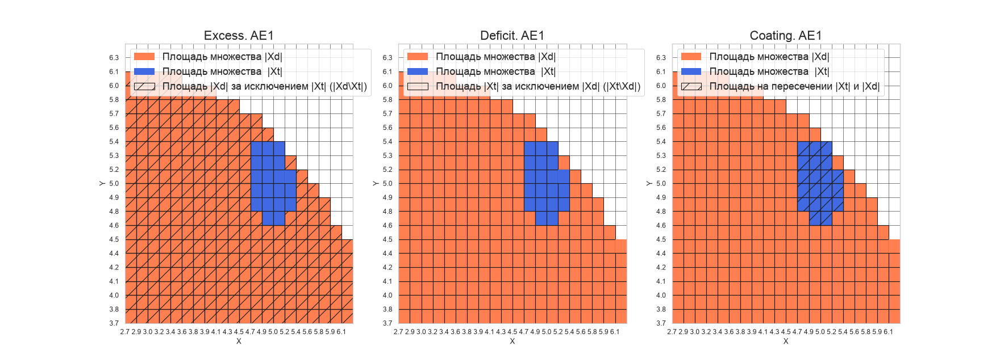 Excess. AE1
Площадь множества |Xd|
Площадь множества |Xt|
Площадь |Xd| за исключением |Xt| (|Xd\Xt|)
6.3
6.1
6.0
5.8
5.7
5.6
5.4
5.3
5.2
5.0
4.9
4.8
4.6
4.5
4.4
4.2
4.1
4.0
3.8
3.7
Y
2.7 2.9 3.0 3.2 3.4 3.6 3.8 3.9 4.1 4.3 4.5 4.7 4.9 5.0 5.2 5.4 5.6 5.8 5.9 6.1
X
Deficit. AE1
Площадь множества |Xd|
Площадь множества |Xt|
Площадь |Xt| за исключением |Xd| (|Xt\Xd|)
6.3
6.1
6.0
5.8
5.7
5.6
5.4
5.3
5.2
5.0
4.9
4.8
4.6
4.5
4.4
4.2
4.1
4.0
3.8
3.7
Y
2.7 2.9 3.0 3.2 3.4 3.6 3.8 3.9 4.1 4.3 4.5 4.7 4.9 5.0 5.2 5.4 5.6 5.8 5.9 6.1
X
Coating. AE1
Площадь множества |Xd|
Площадь множества |Xt|
Площадь на пересечении |Xt| и |Xd|
6.3
6.1
6.0
5.8
5.7
5.6
5.4
5.3
5.2
5.0
4.9
4.8
4.6
4.5
4.4
4.2
4.1
4.0
3.8
3.7
Y
2.7 2.9 3.0 3.2 3.4 3.6 3.8 3.9 4.1 4.3 4.5 4.7 4.9 5.0 5.2 5.4 5.6 5.8 5.9 6.1
X